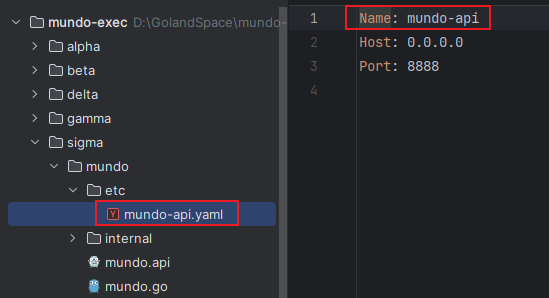 mundo-exec D:\GolandSpace\mundo-
alpha
beta
delta
gamma
sigma
mundo
etc
mundo-api.yaml
internal
mundo.api
mundo.go
1 Name: mundo-api
2 Host: 0.0.0.0
3 Port: 8888
4